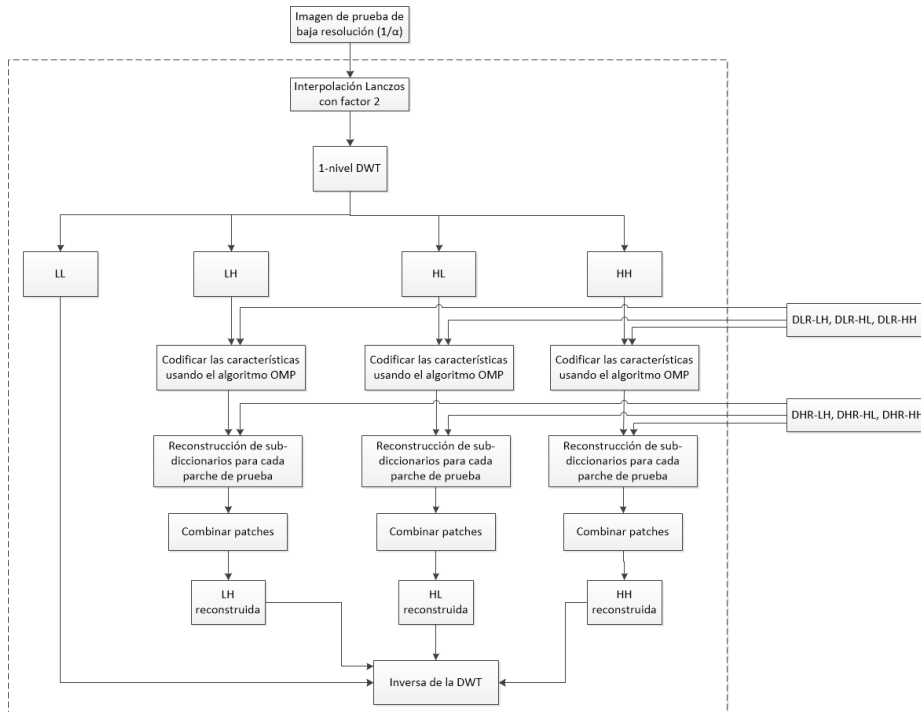 Imagen de prueba de
baja resolución (1/α)
Interpolación Lanczos
con factor 2
1-nivel DWT
LL
LH
HL
HH
DLR-LH, DLR-HL, DLR-HH
Codificar las características
usando el algoritmo OMP
Codificar las características
usando el algoritmo OMP
Codificar las características
usando el algoritmo OMP
DHR-LH, DHR-HL, DHR-HH
Reconstrucción de sub-
diccionarios para cada
parche de prueba
Reconstrucción de sub-
diccionarios para cada
parche de prueba
Reconstrucción de sub-
diccionarios para cada
parche de prueba
Combinar patches
Combinar patches
Combinar patches
LH
reconstruida
HL
reconstruida
HH
reconstruida
Inversa de la DWT